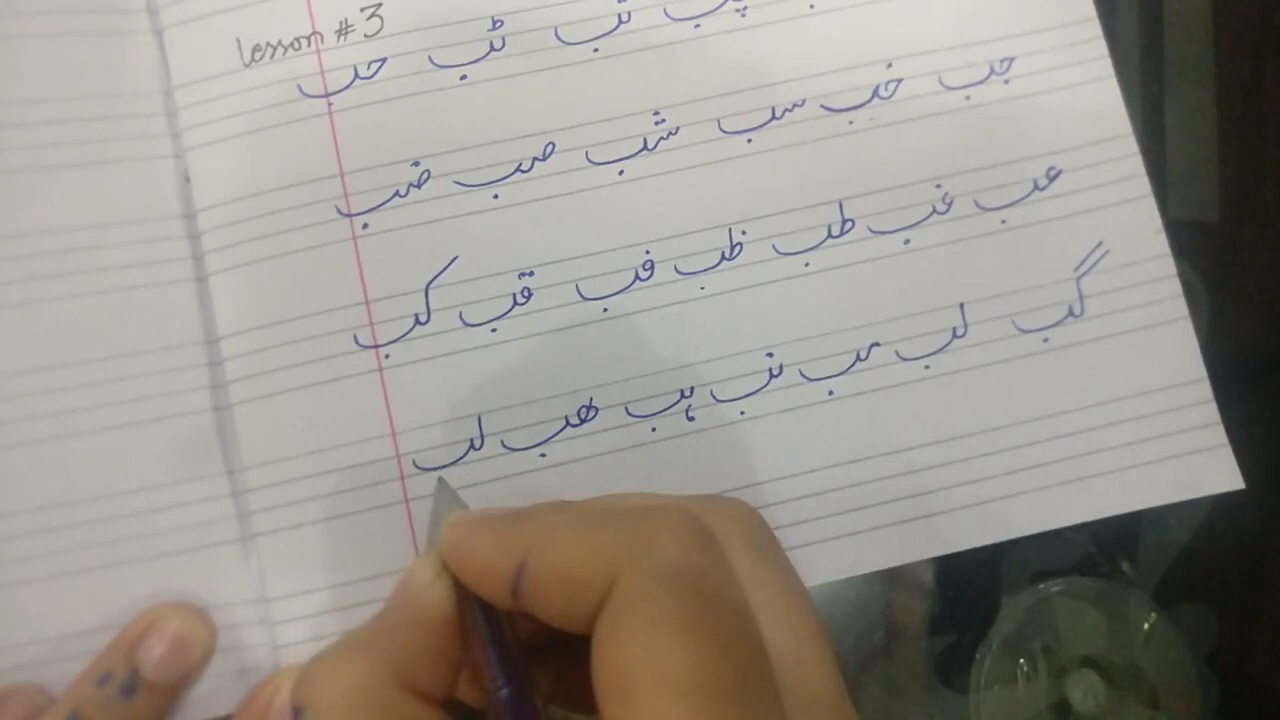 Lesson #3
پب تب ٹب حب
جب خب سب شب صب ضب
عب غب طب ظب فب قب کب
گب لب مب نب ہب ھب لب